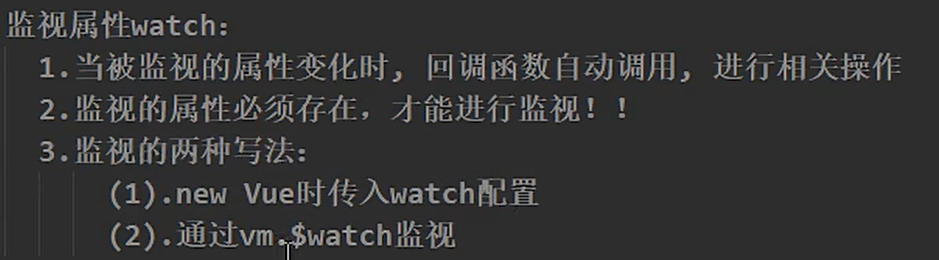 监视属性watch：
1.当被监视的属性变化时, 回调函数自动调用, 进行相关操作
2.监视的属性必须存在，才能进行监视！！
3.监视的两种写法：
(1).new Vue时传入watch配置
(2).通过vm.$watch监视